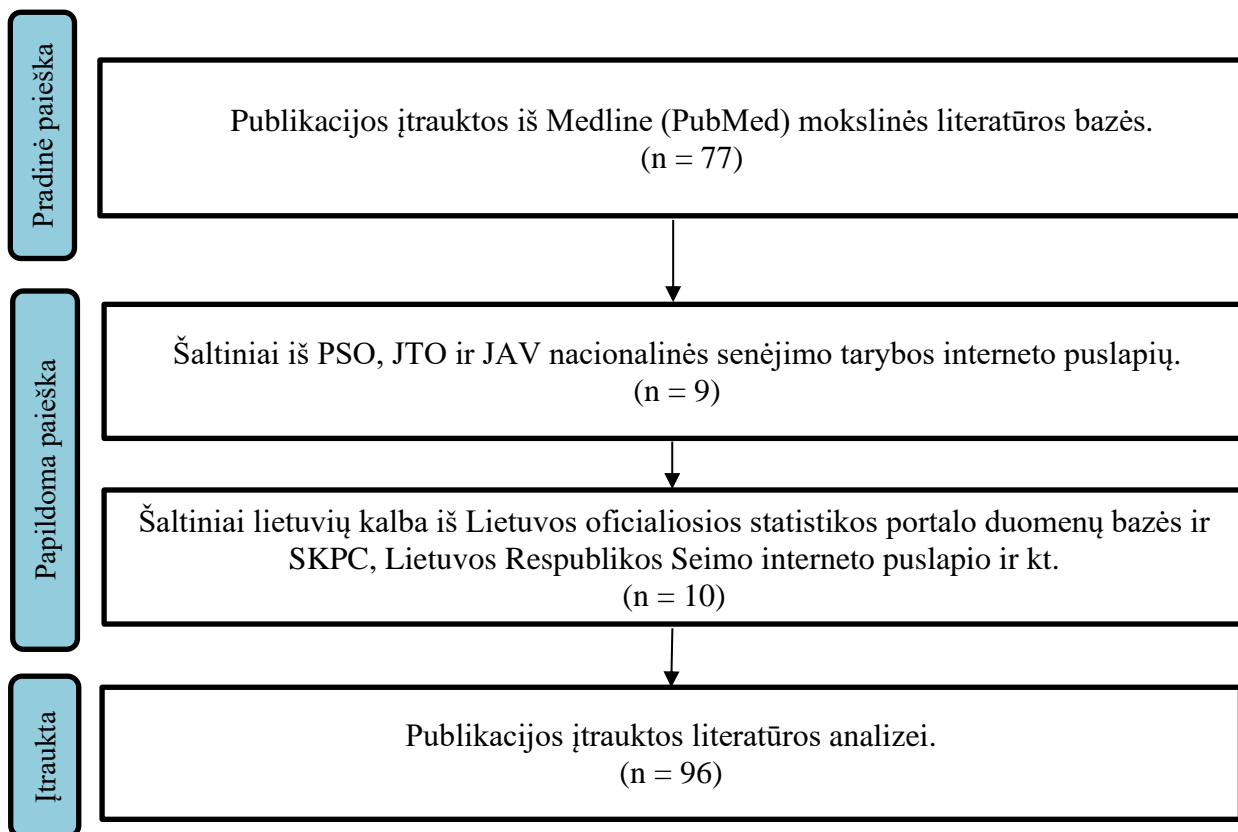 Pradinė paieška
Publikacijos įtrauktos iš Medline (PubMed) mokslinės literatūros bazės.
(n = 77)
Papildoma paieška
Šaltiniai iš PSO, JTO ir JAV nacionalinės senėjimo tarybos interneto puslapių.
(n = 9)
Šaltiniai lietuvių kalba iš Lietuvos oficialiosios statistikos portalo duomenų bazės ir
SKPC, Lietuvos Respublikos Seimo interneto puslapio ir kt.
(n = 10)
Įtraukta
Publikacijos įtrauktos literatūros analizei.
(n = 96)